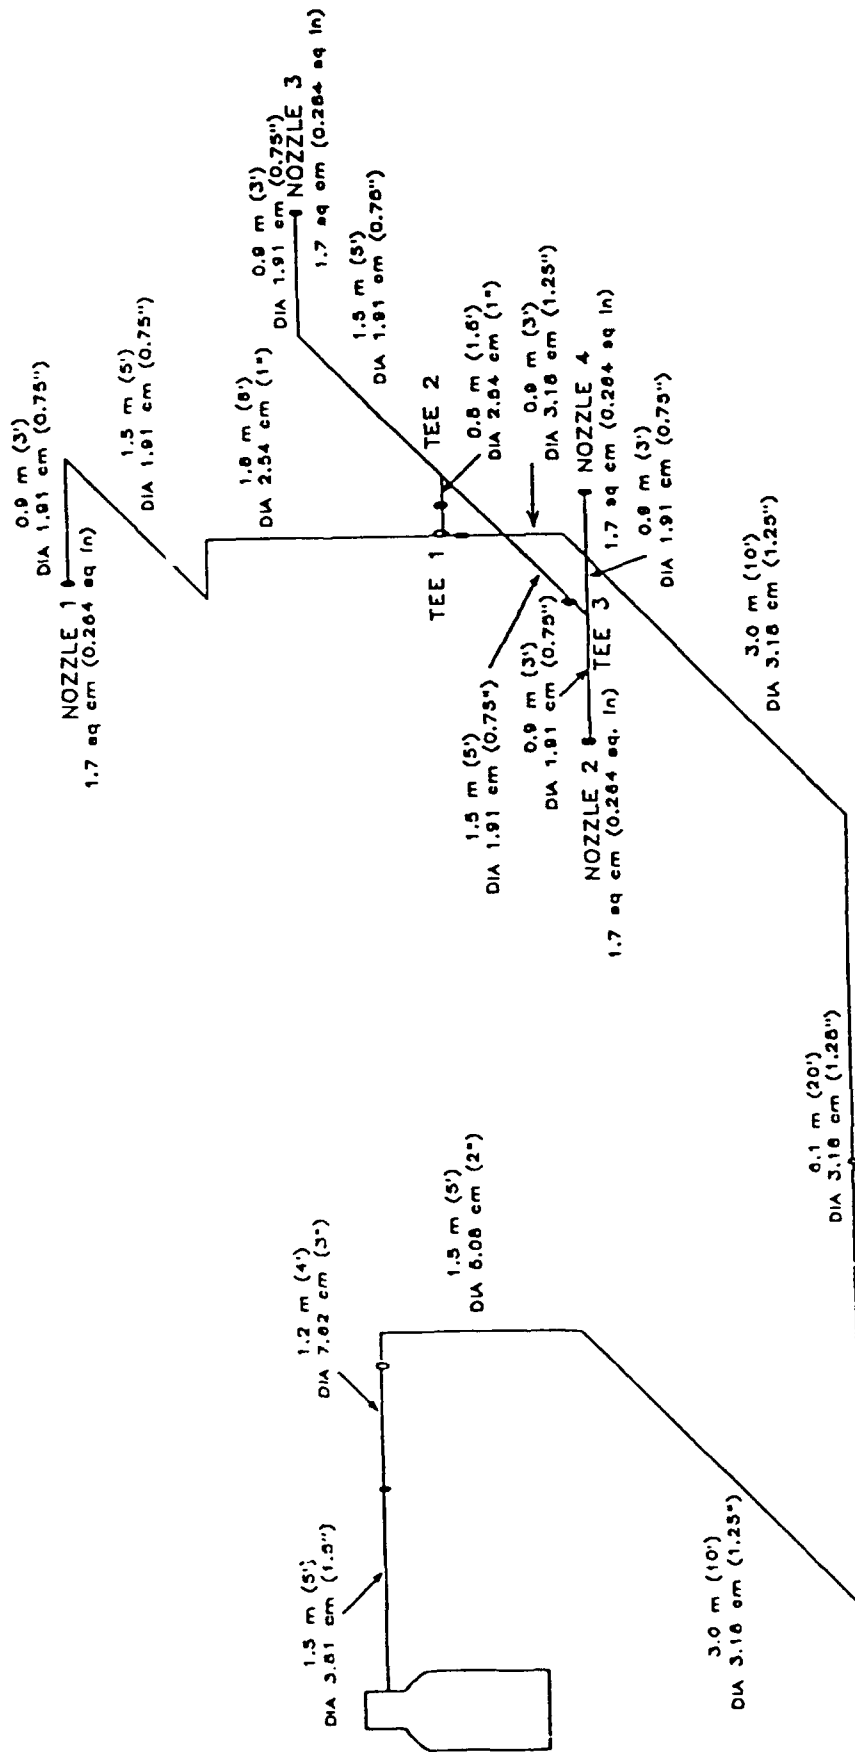 1.5 m (5')
DIA 3.81 cm (1.5")
1.2 m (4')
DIA 7.62 cm (3")
1.5 m (5')
DIA 5.08 cm (2")
3.0 m (10')
DIA 3.18 cm (1.25")
6.1 m (20')
DIA 3.18 cm (1.25")
3.0 m (10')
DIA 3.18 cm (1.25")
0.9 m (3')
DIA 3.18 cm (1.25")
TEE 1
0.5 m (1.6')
DIA 2.54 cm (1")
TEE 2
1.8 m (6')
DIA 2.54 cm (1")
1.5 m (5')
DIA 1.91 cm (0.75")
0.9 m (3')
DIA 1.91 cm (0.75")
NOZZLE 1
1.7 sq cm (0.264 sq in)
1.5 m (5')
DIA 1.91 cm (0.75")
0.9 m (3')
DIA 1.91 cm (0.75")
NOZZLE 3
1.7 sq cm (0.264 sq in)
1.5 m (5')
DIA 1.91 cm (0.75")
0.9 m (3')
DIA 1.91 cm (0.75")
TEE 3
NOZZLE 2
1.7 sq cm (0.264 sq. in)
NOZZLE 4
1.7 sq cm (0.264 sq in)
0.9 m (3')
DIA 1.91 cm (0.75")